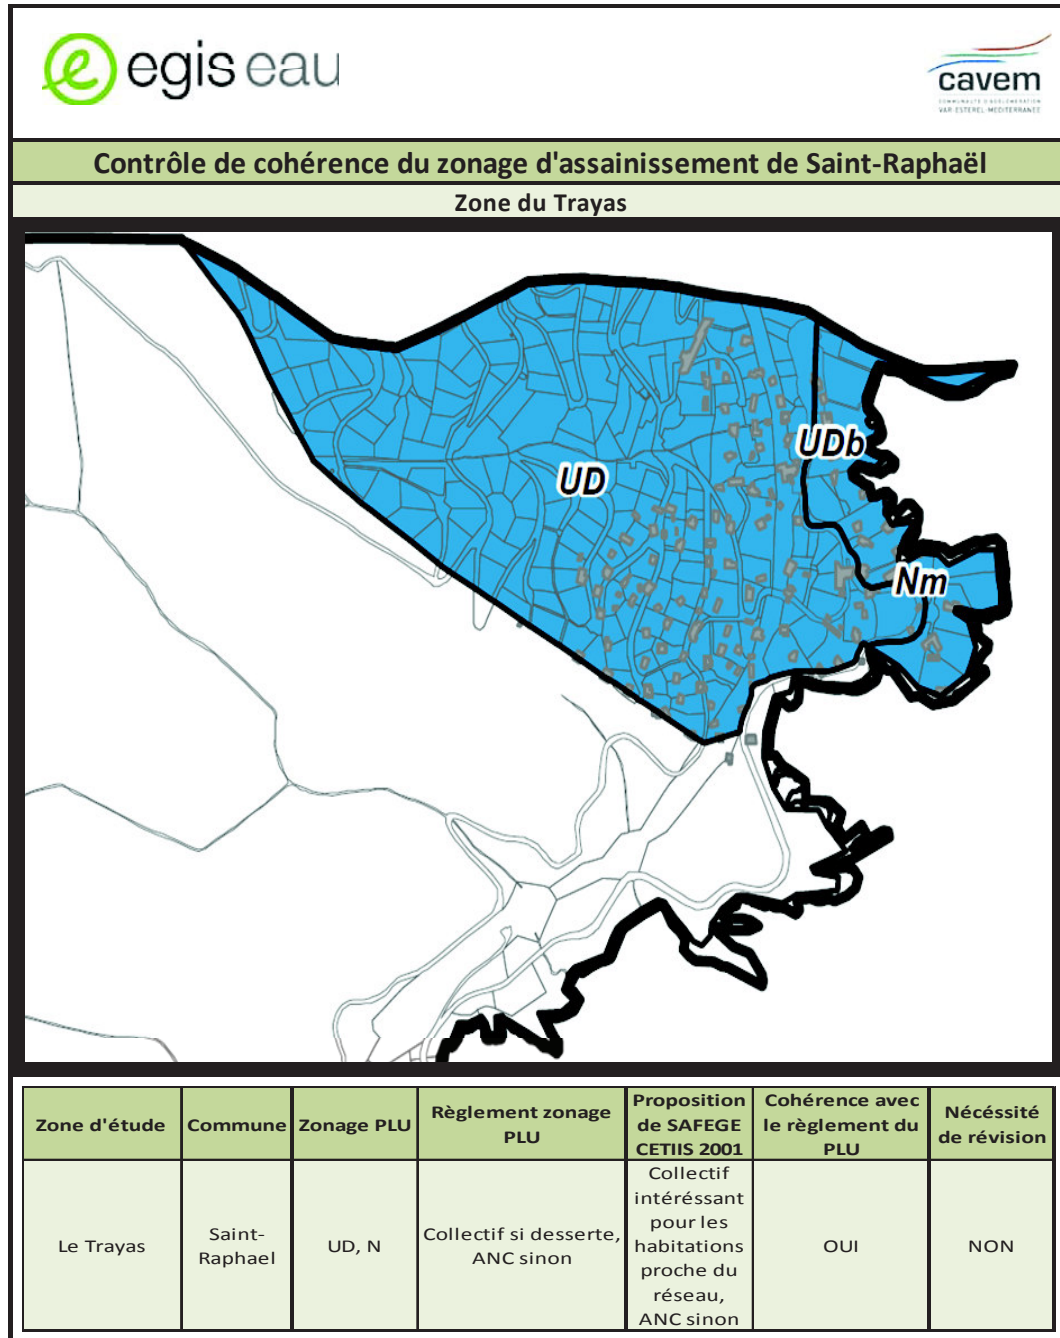 egis eau
cavem
COMMUNAUTÉ D'AGGLOMÉRATION
VAR ESTEREL MEDITERRANEE
Contrôle de cohérence du zonage d'assainissement de Saint-Raphaël
Zone du Trayas
UD
UDb
Nm
Zone d'étude
Commune
Zonage PLU
Règlement zonage
PLU
Proposition
de SAFEGE
CETIIS 2001
Cohérence avec
le règlement du
PLU
Nécéssité
de révision
Le Trayas
Saint-
Raphael
UD, N
Collectif si desserte,
ANC sinon
Collectif
intéréssant
pour les
habitations
proche du
réseau,
ANC sinon
OUI
NON